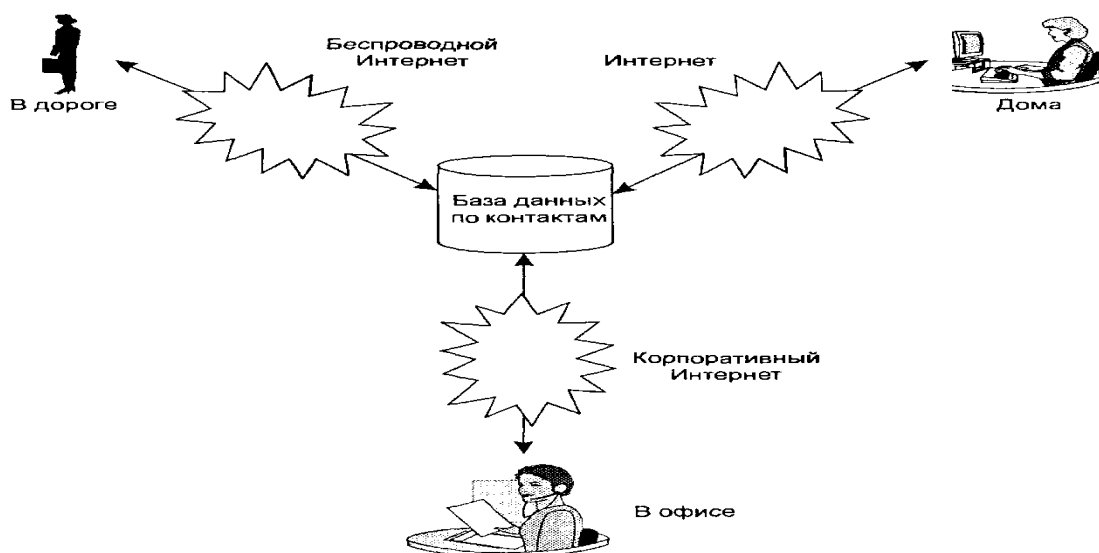 Беспроводной
Интернет
Интернет
В дороге
Дома
База данных
по контактам
Корпоративный
Интернет
В офисе